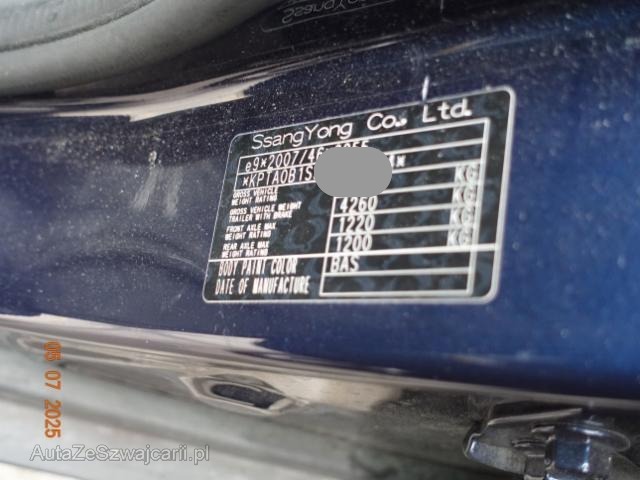 SsangYong Co., Ltd.
e9*2007/46*
*KPTA0B1S
GROSS VEHICLE WEIGHT RATING KG
GROSS VEHICLE WEIGHT TRAILER WITH BRAKE 4260 KG
FRONT AXLE MAX WEIGHT RATING 1220 KG
REAR AXLE MAX WEIGHT RATING 1200 KG
BODY PAINT COLOR BAS
DATE OF MANUFACTURE
05 07 2025
AutaZeSzwajcarii.pl